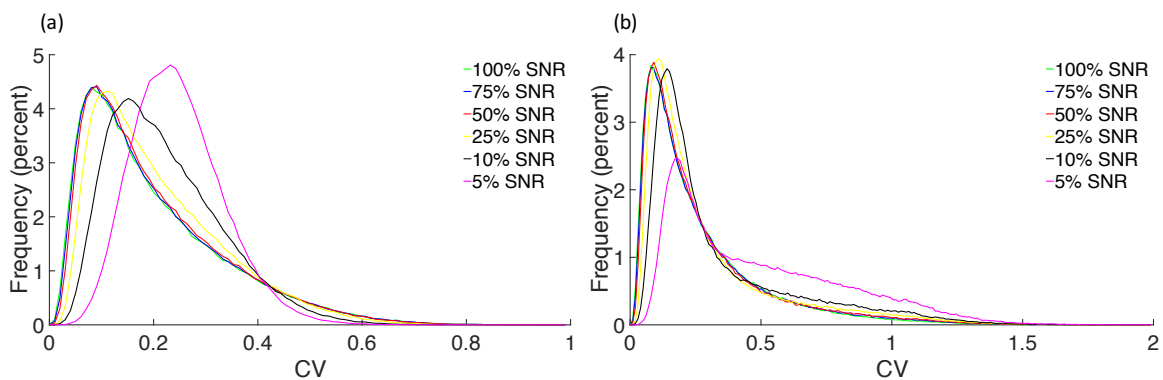 (a)
Frequency (percent)
5
4
3
2
1
0
0
0.2
0.4
0.6
0.8
1
CV
100% SNR
75% SNR
50% SNR
25% SNR
10% SNR
5% SNR
(b)
Frequency (percent)
4
3
2
1
0
0
0.5
1
1.5
2
CV
100% SNR
75% SNR
50% SNR
25% SNR
10% SNR
5% SNR